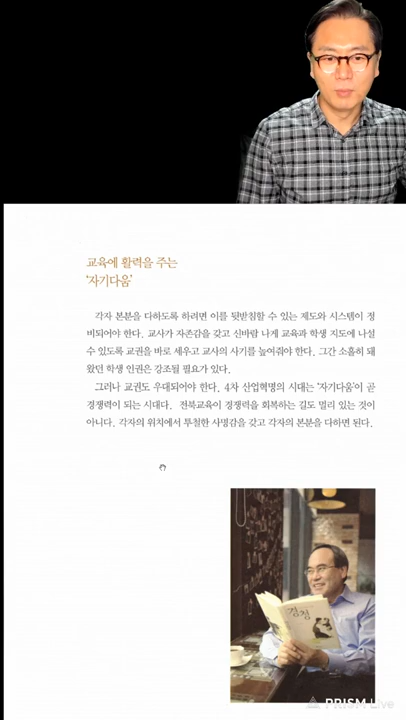 교육에 활력을 주는
‘자기다움’
각자 본분을 다하도록 하려면 이를 뒷받침할 수 있는 제도와 시스템이 정
비되어야 한다. 교사가 자존감을 갖고 신바람 나게 교육과 학생 지도에 나설
수 있도록 교권을 바로 세우고 교사의 사기를 높여줘야 한다. 그간 소홀히 돼
왔던 학생 인권은 강조될 필요가 있다.
그러나 교권도 우대되어야 한다. 4차 산업혁명의 시대는 ‘자기다움’이 곧
경쟁력이 되는 시대다. 전북교육이 경쟁력을 회복하는 길도 멀리 있는 것이
아니다. 각자의 위치에서 투철한 사명감을 갖고 각자의 본분을 다하면 된다.
경청
PRISM Live